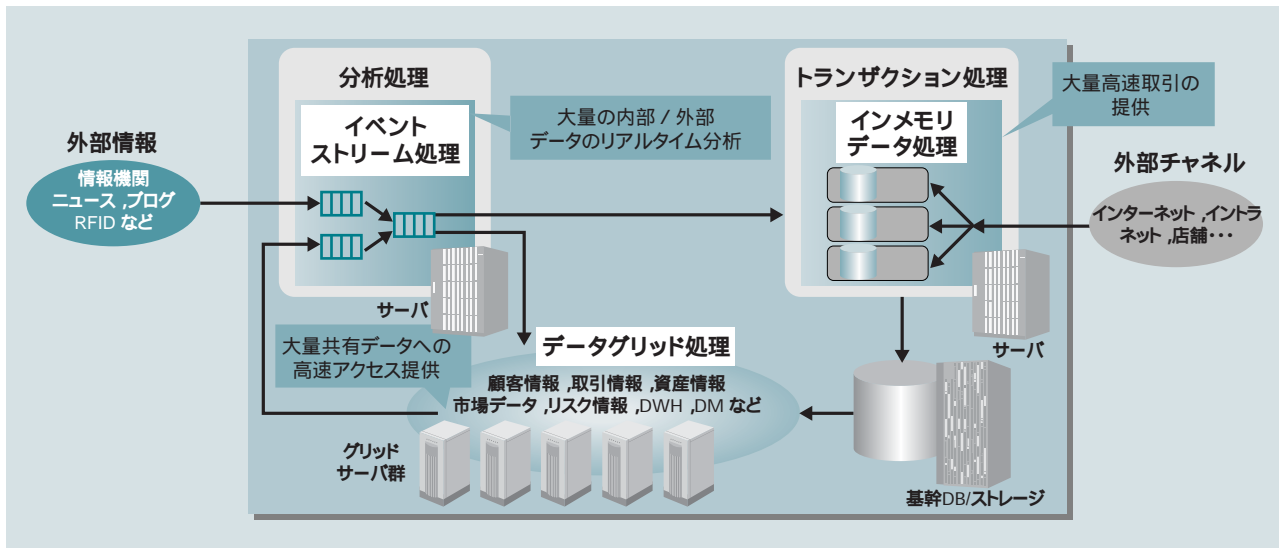 分析処理
イベント
ストリーム処理
大量の内部 / 外部
データのリアルタイム分析
トランザクション処理
インメモリ
データ処理
大量高速取引の
提供
外部情報
情報機関
ニュース ,ブログ
RFID など
外部チャネル
インターネット ,イントラ
ネット ,店舗･･･
サーバ
サーバ
大量共有データへの
高速アクセス提供
データグリッド処理
顧客情報 ,取引情報 ,資産情報
市場データ ,リスク情報 ,DWH ,DM など
グリッド
サーバ群
基幹DB/ストレージ